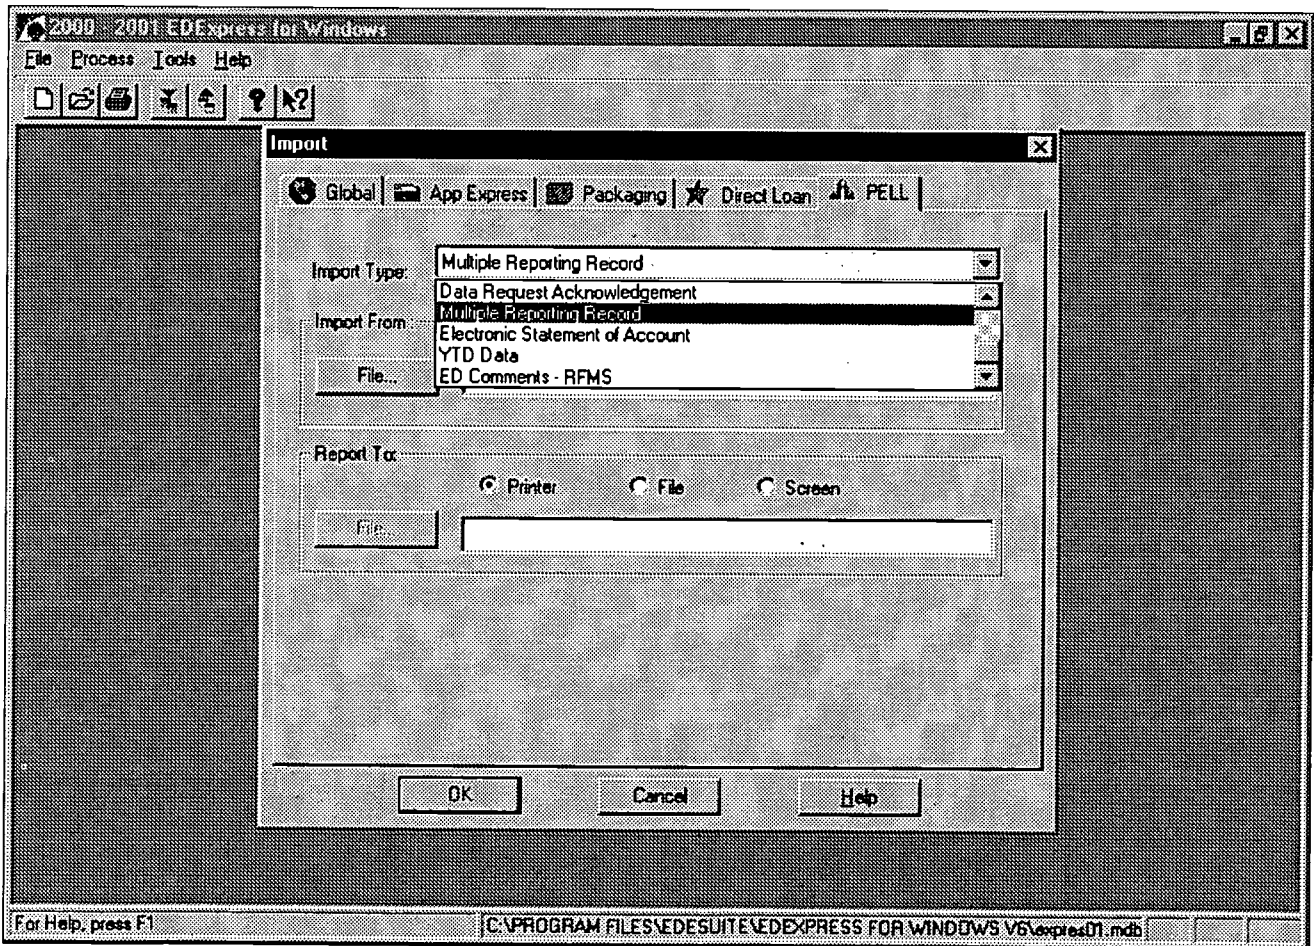 2000 - 2001 EDExpress for Windows
File Process Tools Help
Import
Global App Express Packaging Direct Loan PELL
Import Type: Multiple Reporting Record
Data Request Acknowledgement
Multiple Reporting Record
Import From:
Electronic Statement of Account
YTD Data
File... ED Comments - RFMS
Report To:
Printer File Screen
File...
OK Cancel Help
For Help, press F1 C:\PROGRAM FILES\EDESUITE\EDEXPRESS FOR WINDOWS V6\expres01.mdb